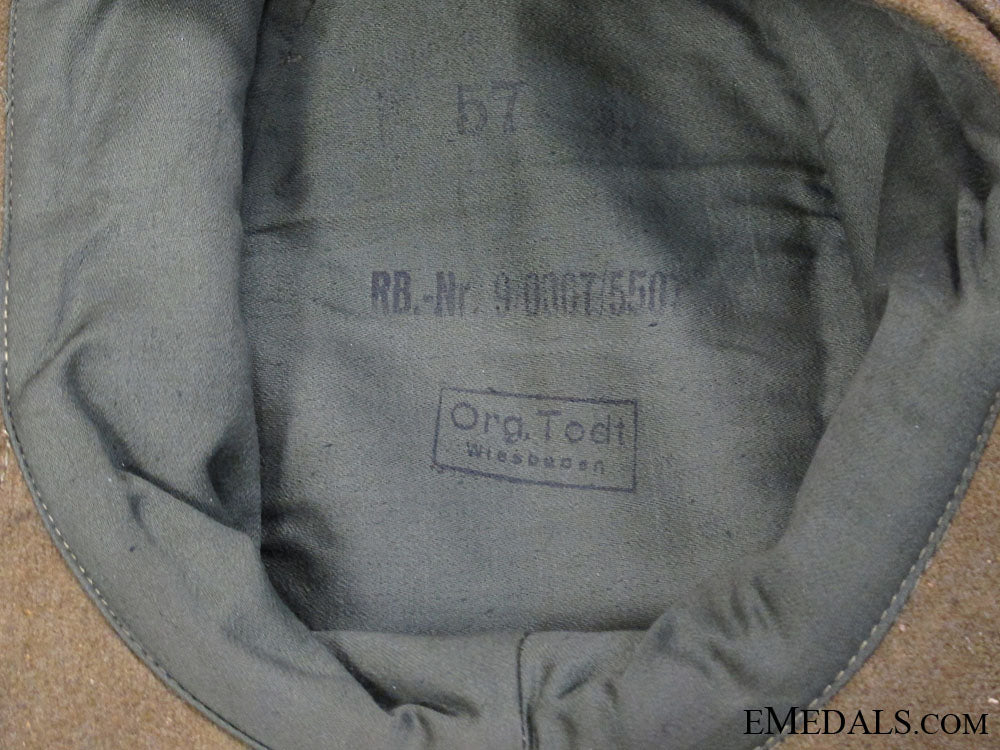 57
RB.-Nr. 9/0007/5507
Org. Todt
Wiesbaden
EMEDALS.COM